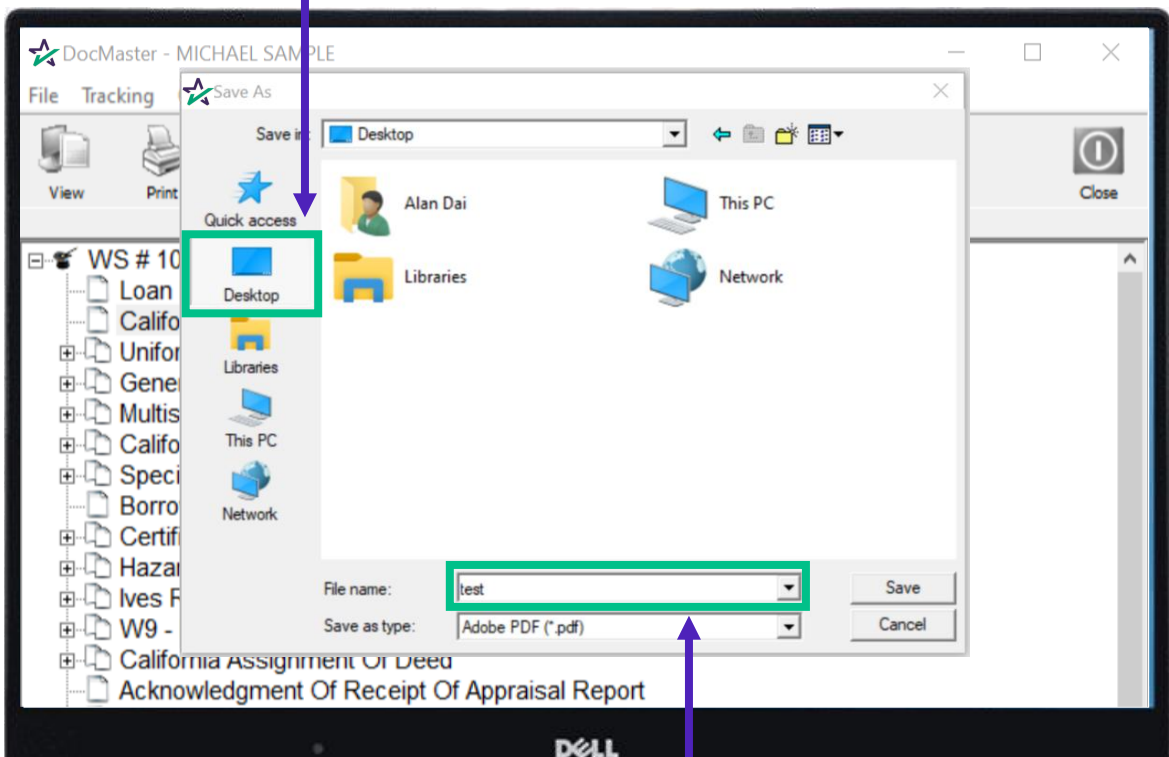 DocMaster - MICHAEL SAMPLE
File Tracking
Save As
Save in:
Desktop
View
Print
Close
Quick access
Desktop
Libraries
This PC
Network
Alan Dai
This PC
Libraries
Network
File name:
test
Save
Save as type:
Adobe PDF (*.pdf)
Cancel
WS # 10
Loan
Califo
Unifor
Gene
Multis
Califo
Speci
Borro
Certifi
Hazar
Ives F
W9 -
California Assignment Of Deed
Acknowledgment Of Receipt Of Appraisal Report
DELL